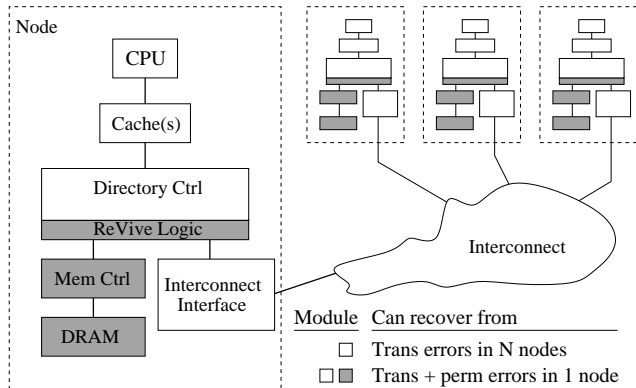 Node
CPU
Cache(s)
Directory Ctrl
ReVive Logic
Mem Ctrl
Interconnect
Interface
DRAM
Interconnect
Module Can recover from
Trans errors in N nodes
Trans + perm errors in 1 node